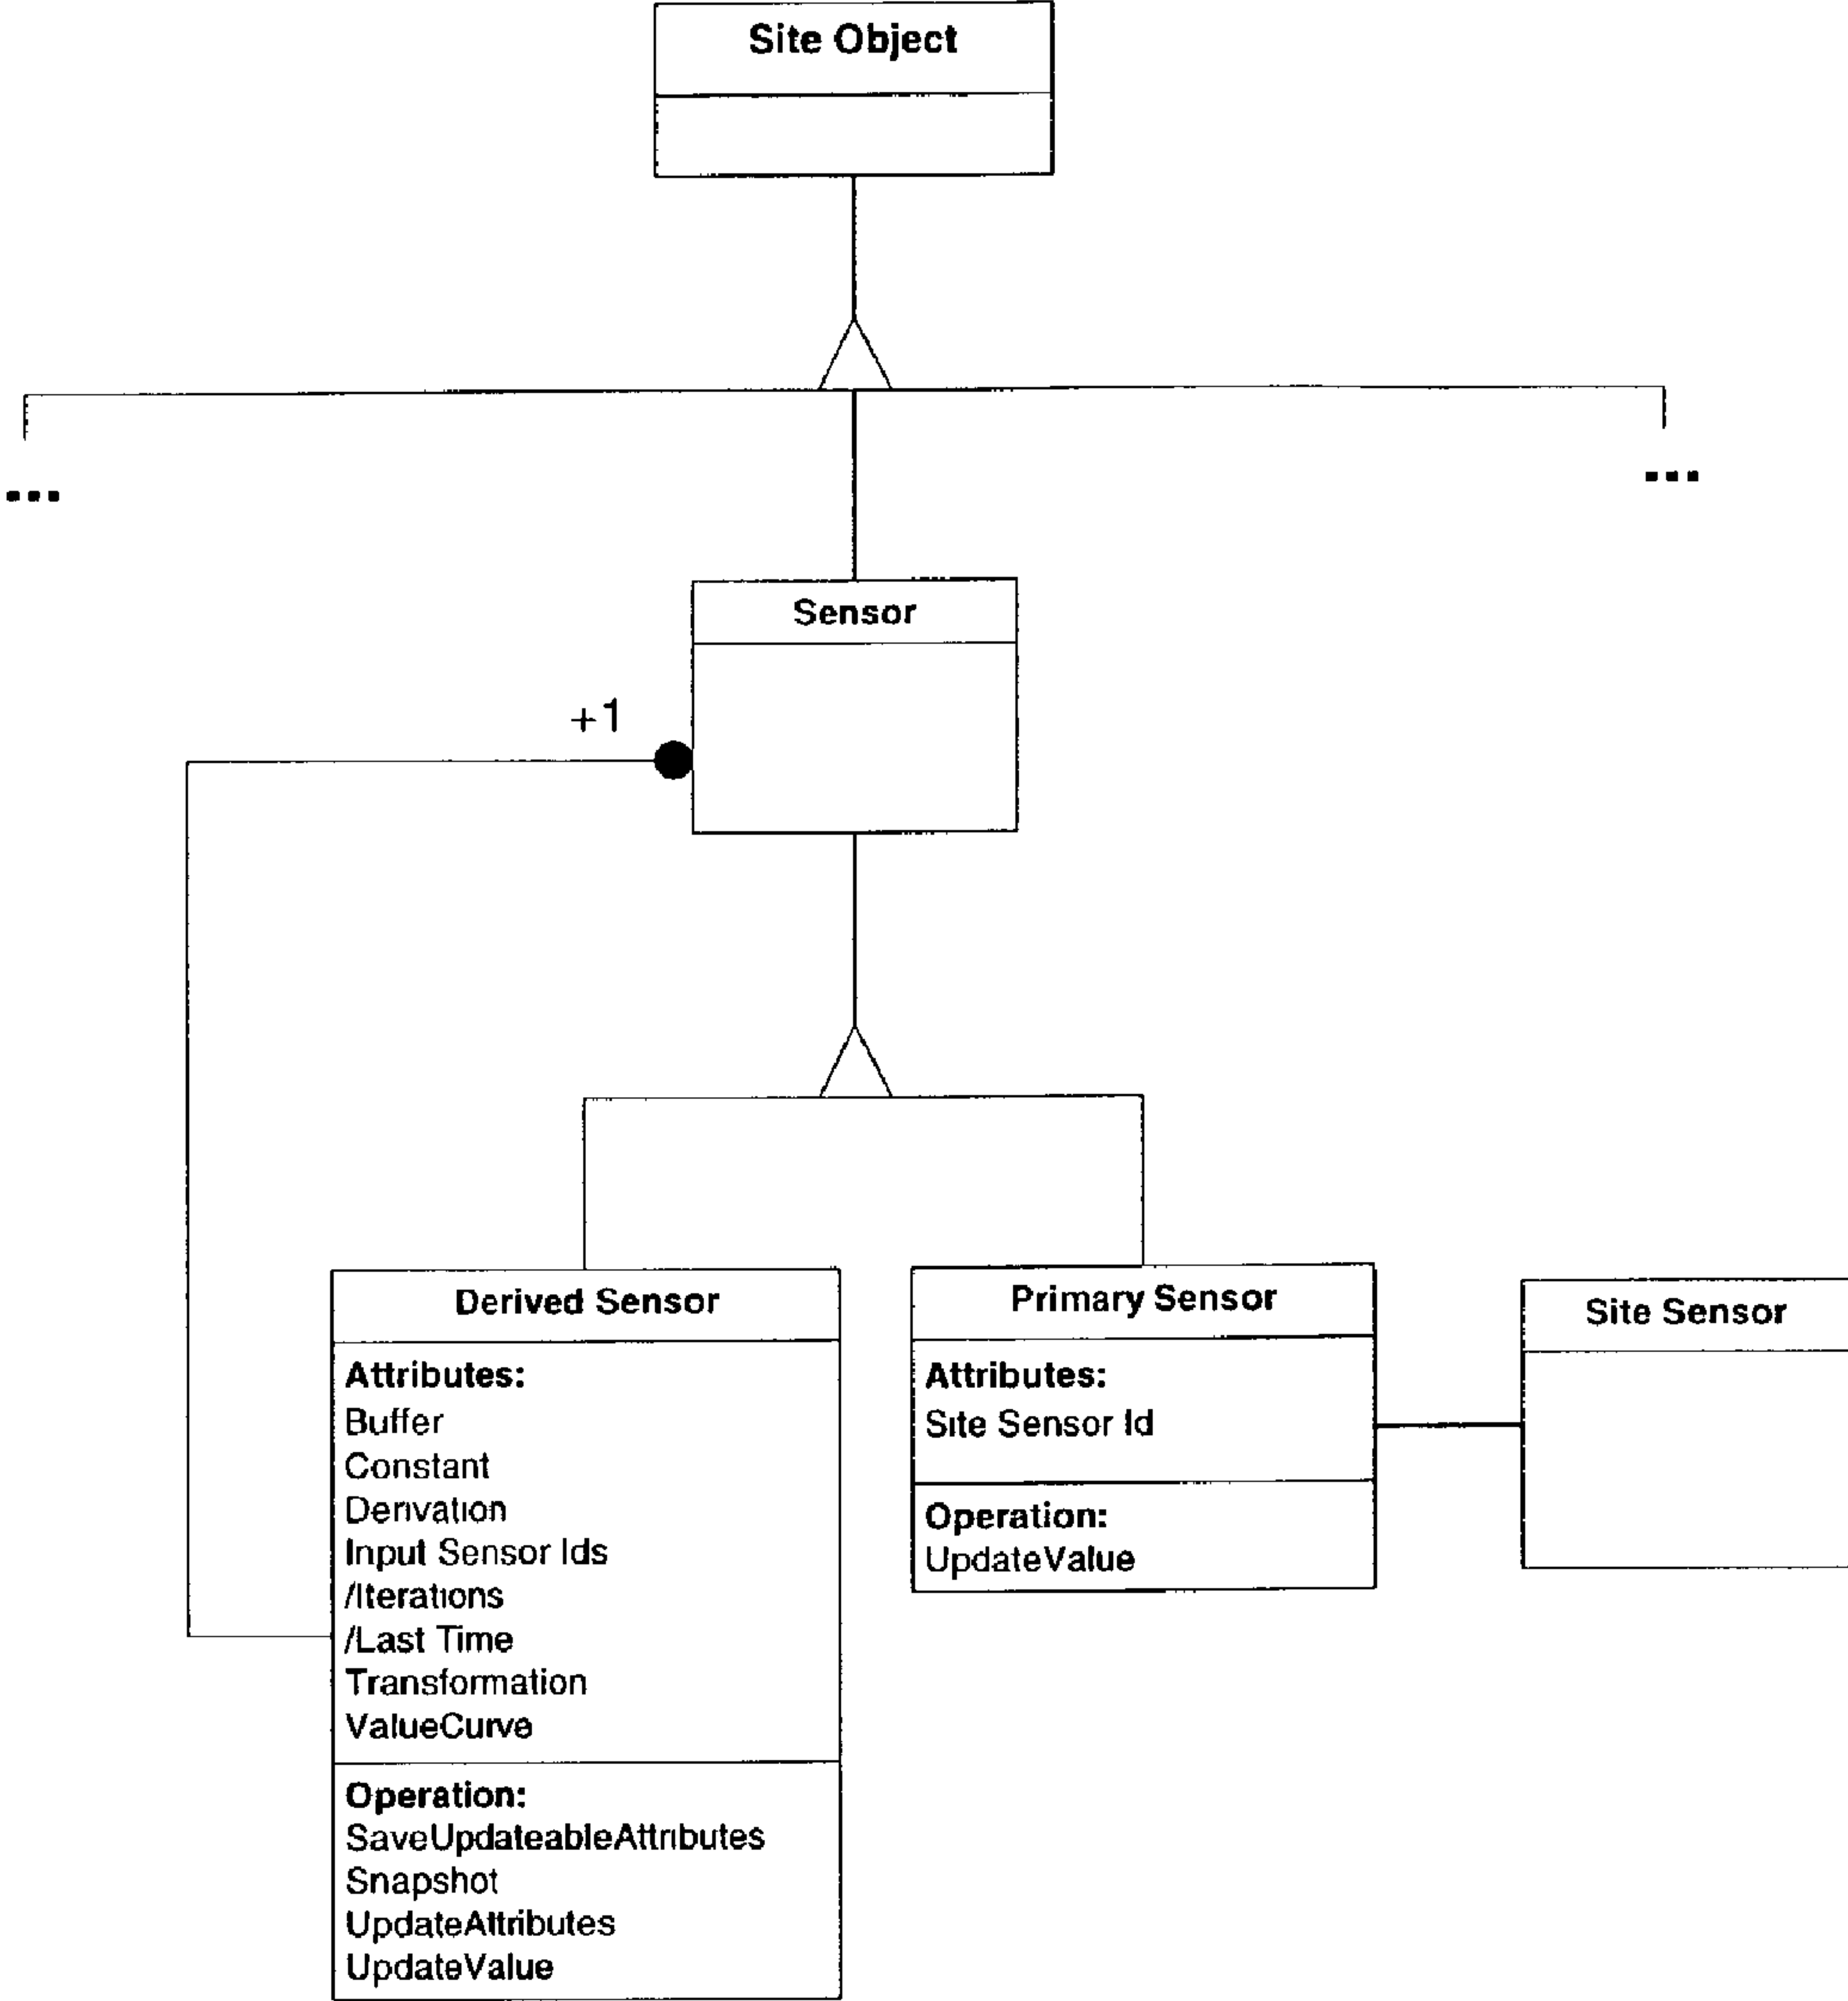 Site Object
...
...
Sensor
+1
Derived Sensor
Attributes:
Buffer
Constant
Derivation
Input Sensor Ids
/Iterations
/Last Time
Transformation
ValueCurve
Operation:
SaveUpdateableAttributes
Snapshot
UpdateAttributes
UpdateValue
Primary Sensor
Attributes:
Site Sensor Id
Operation:
UpdateValue
Site Sensor